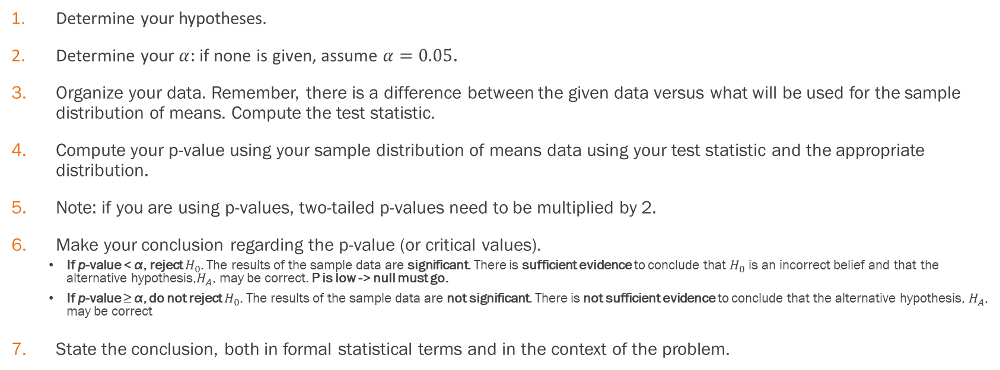 1. Determine your hypotheses.
2. Determine your α: if none is given, assume α = 0.05.
3. Organize your data. Remember, there is a difference between the given data versus what will be used for the sample
distribution of means. Compute the test statistic.
4. Compute your p-value using your sample distribution of means data using your test statistic and the appropriate
distribution.
5. Note: if you are using p-values, two-tailed p-values need to be multiplied by 2.
6. Make your conclusion regarding the p-value (or critical values).
• If p-value < α, reject H₀. The results of the sample data are significant. There is sufficient evidence to conclude that H₀ is an incorrect belief and that the
alternative hypothesis,H_A, may be correct. P is low -> null must go.
• If p-value ≥ α, do not reject H₀. The results of the sample data are not significant. There is not sufficient evidence to conclude that the alternative hypothesis, H_A,
may be correct
7. State the conclusion, both in formal statistical terms and in the context of the problem.